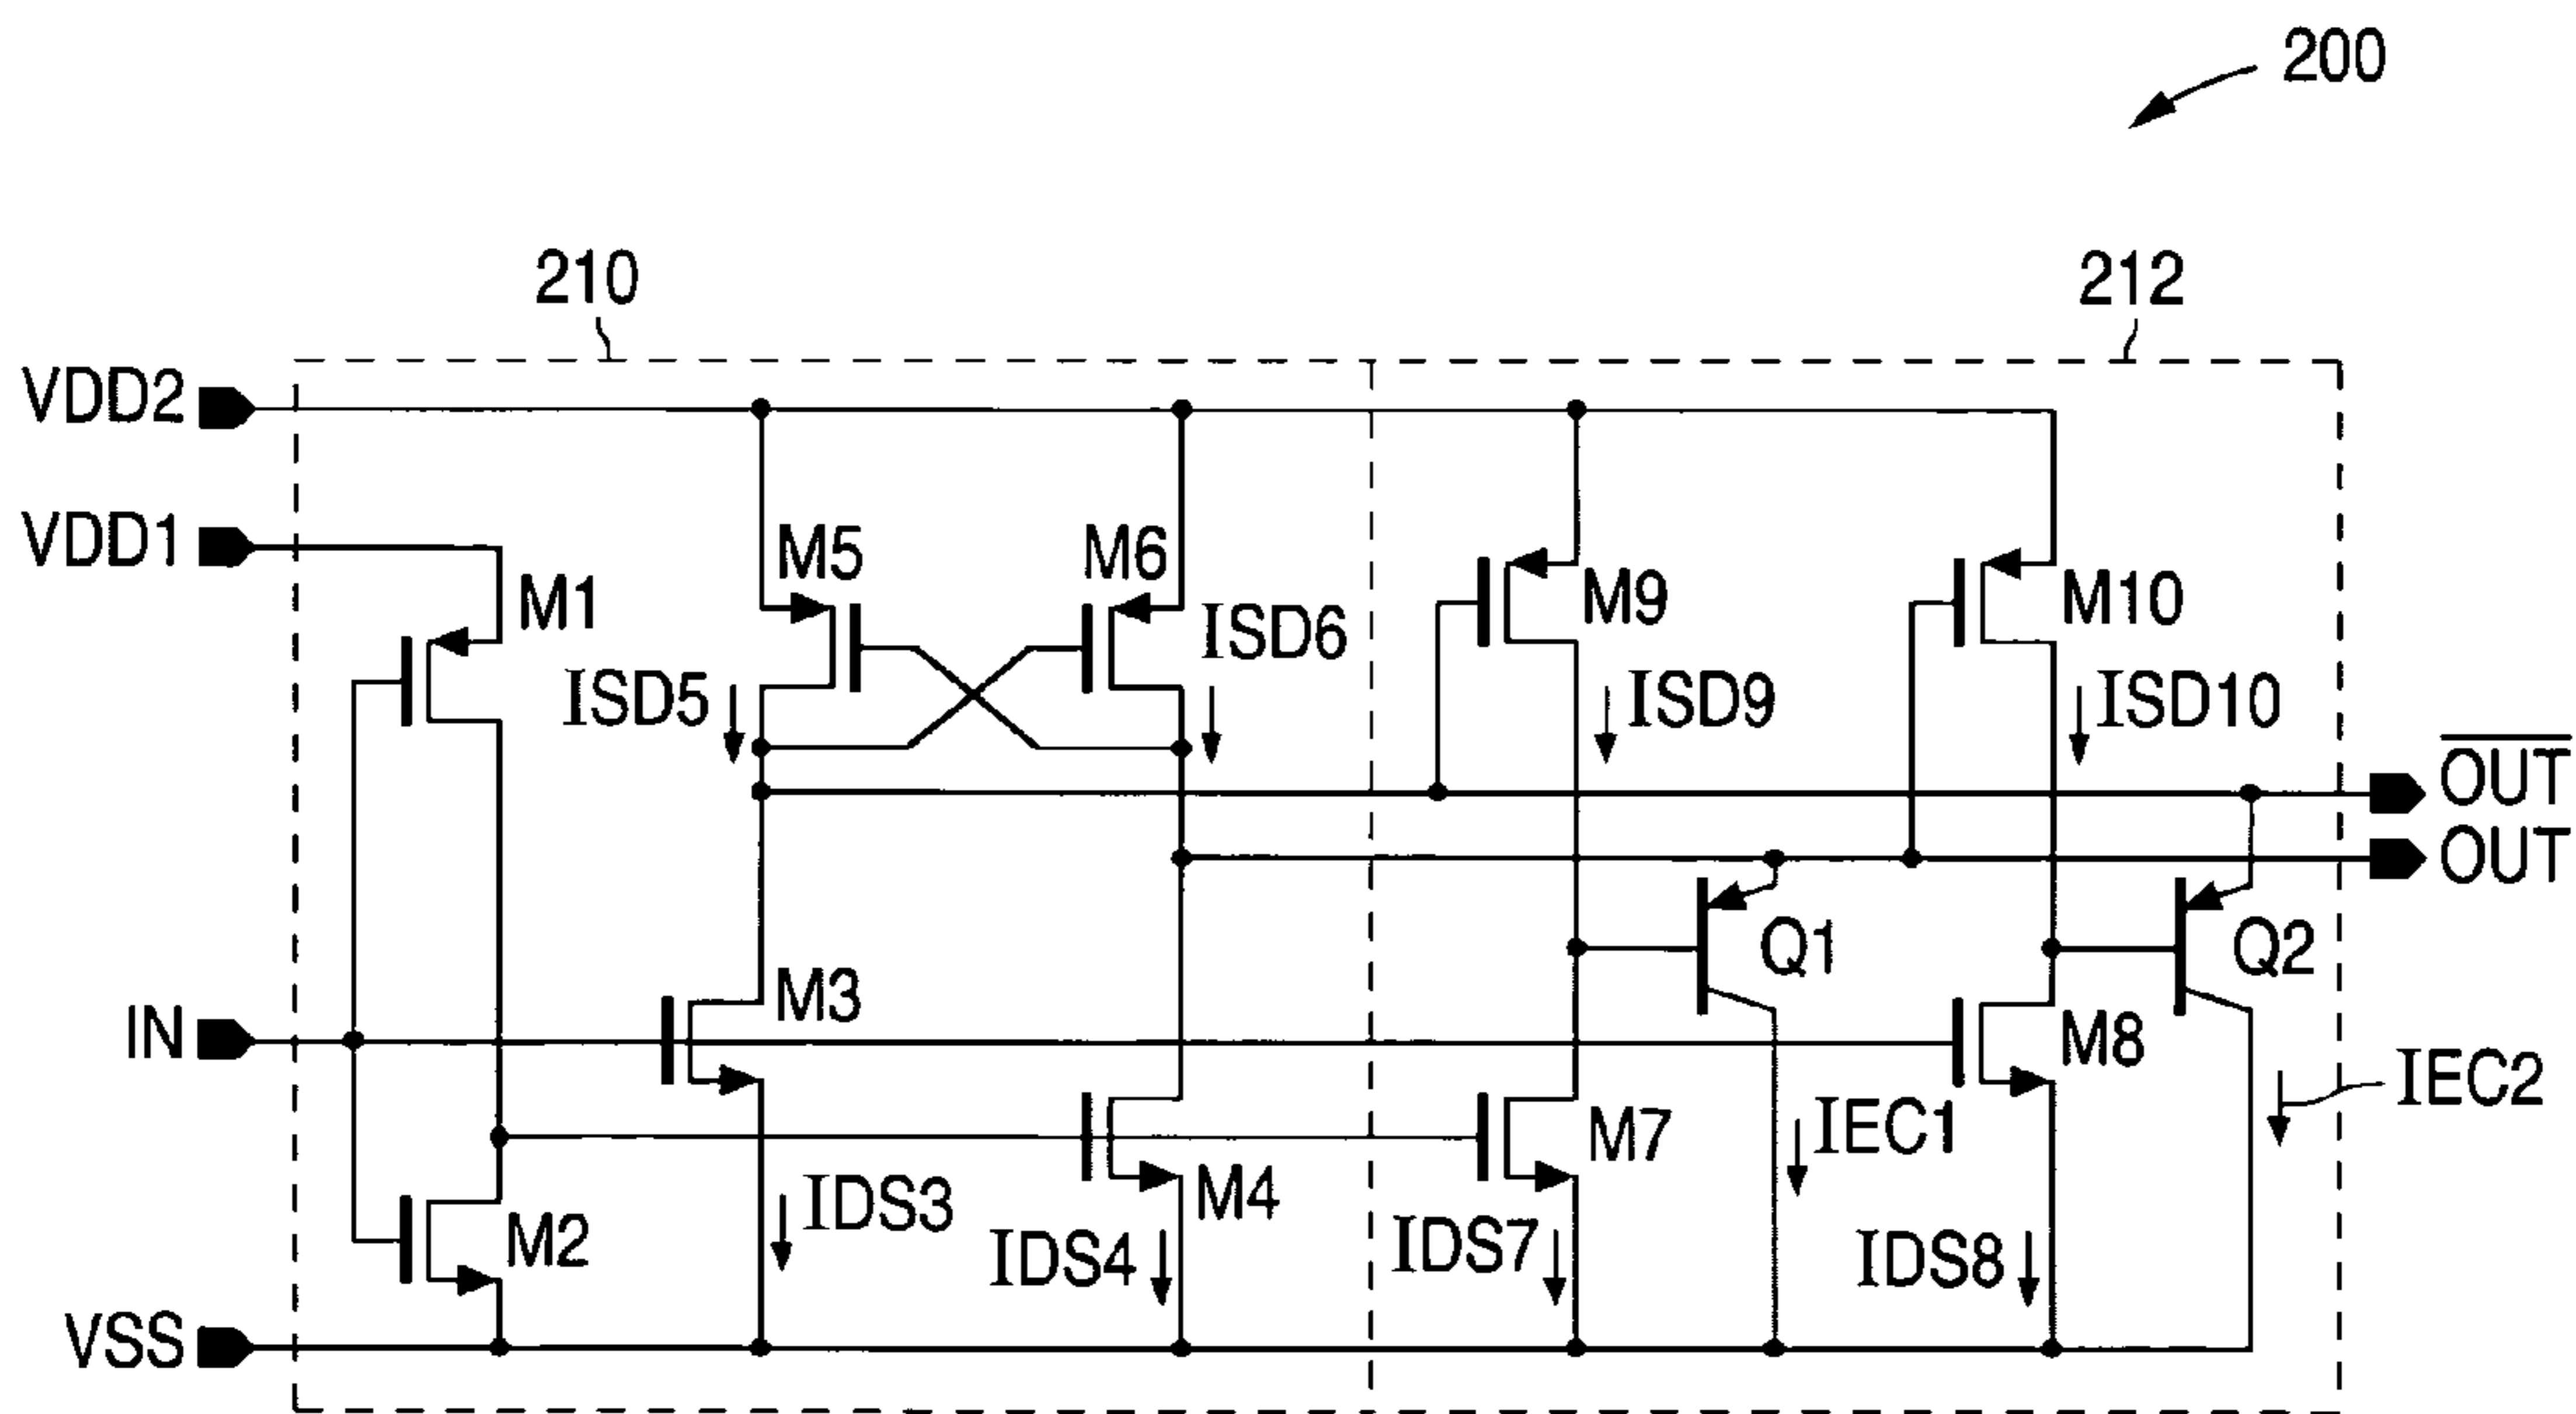 200
210
212
VDD2
VDD1
M1
M5
M6
M9
M10
ISD5
ISD6
ISD9
ISD10
O̅U̅T̅
OUT
IN
M3
Q1
Q2
M8
M7
M4
M2
IEC1
IEC2
IDS3
IDS4
IDS7
IDS8
VSS